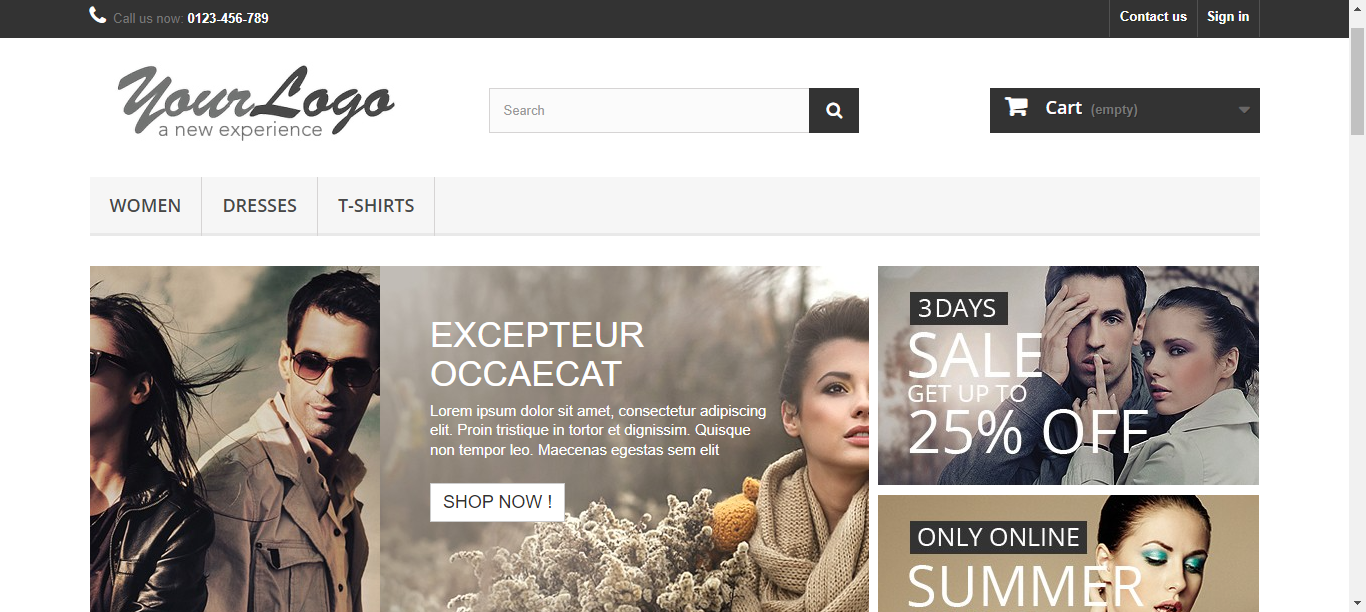 Call us now: 0123-456-789
Contact us
Sign in
YourLogo
a new experience
Search
Cart (empty)
WOMEN
DRESSES
T-SHIRTS
EXCEPTEUR
OCCAECAT
Lorem ipsum dolor sit amet, consectetur adipiscing
elit. Proin tristique in tortor et dignissim. Quisque
non tempor leo. Maecenas egestas sem elit
SHOP NOW !
3 DAYS
SALE
GET UP TO
25% OFF
ONLY ONLINE
SUMMER